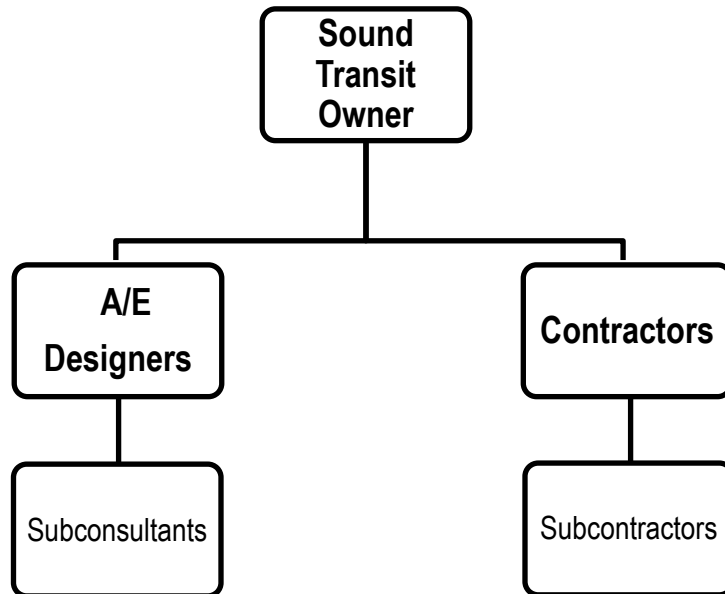 Sound
Transit
Owner
A/E
Designers
Contractors
Subconsultants
Subcontractors